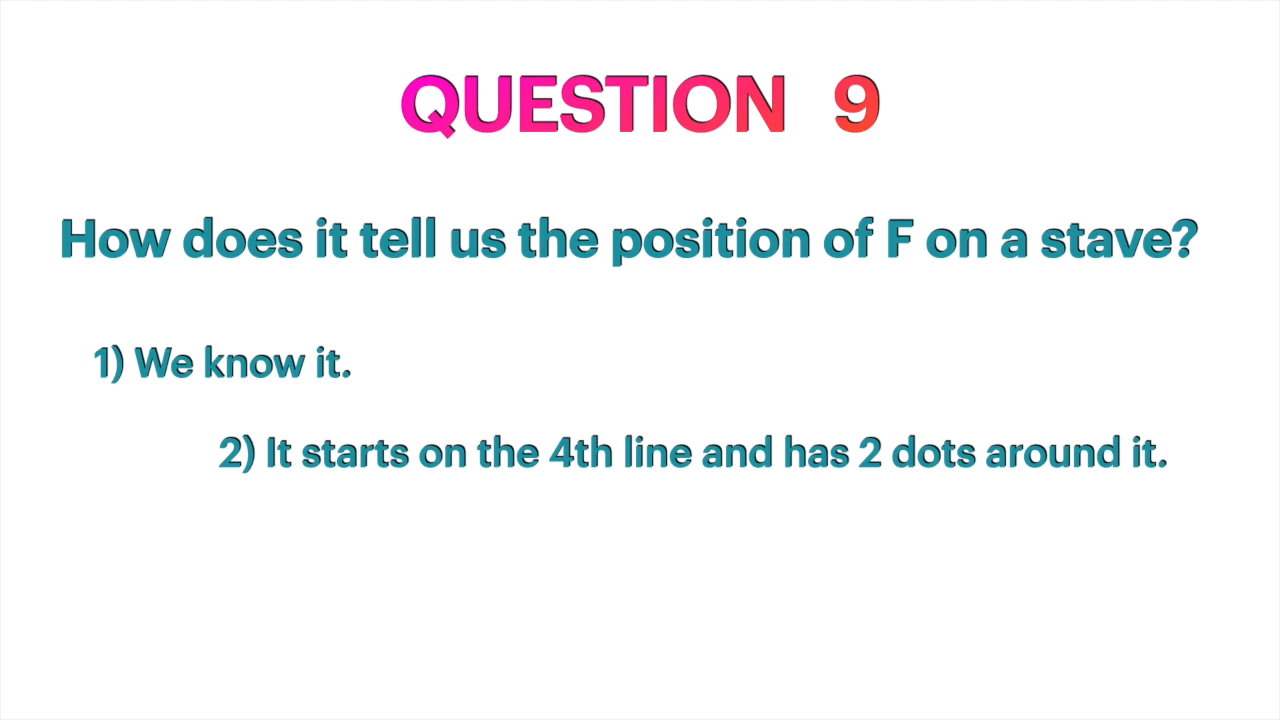 QUESTION 9
How does it tell us the position of F on a stave?
1) We know it.
2) It starts on the 4th line and has 2 dots around it.